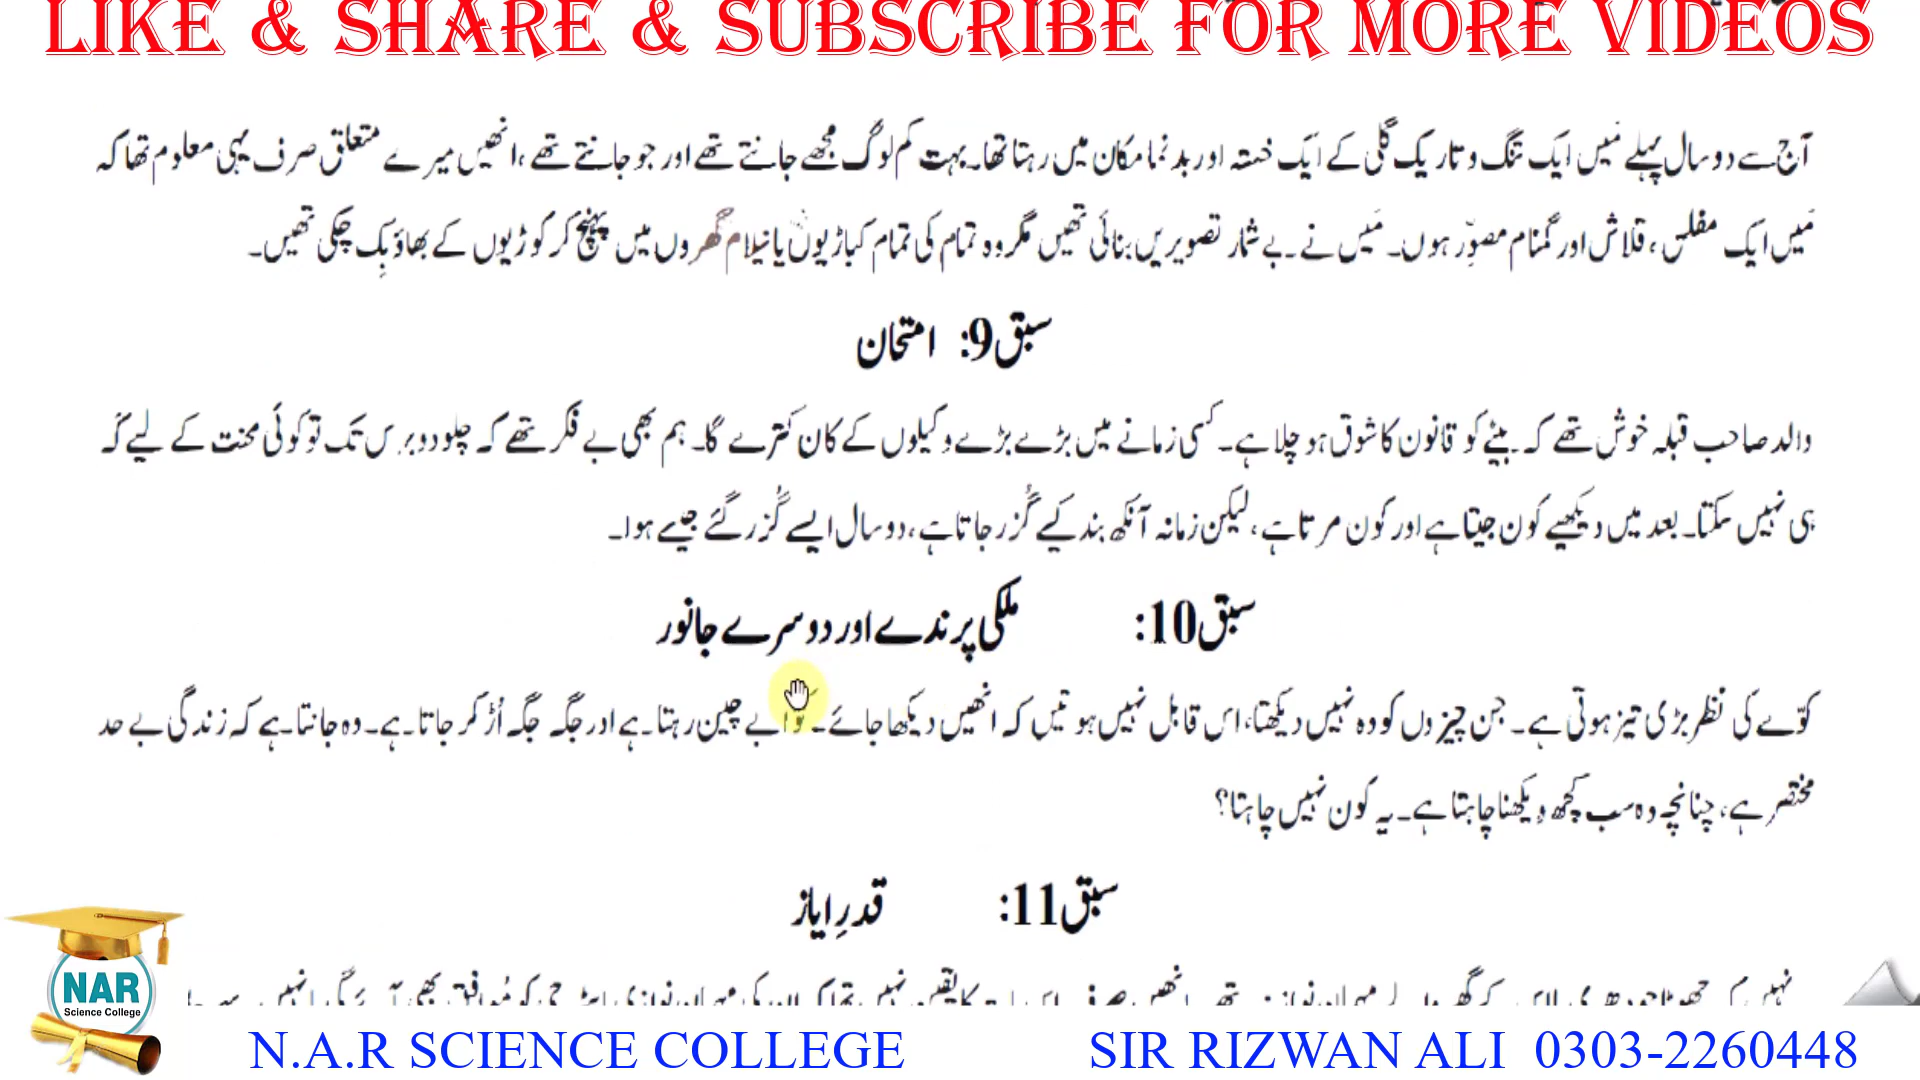 LIKE & SHARE & SUBSCRIBE FOR MORE VIDEOS
آج سے دو سال پہلے مَیں ایک تنگ و تاریک گلی کے ایک خستہ اور بدنما مکان میں رہتا تھا۔ بہت کم لوگ مجھے جانتے تھے اور جو جانتے تھے، انھیں میرے متعلق صرف یہی معلوم تھا کہ
مَیں ایک مفلس، قلاش اور گمنام مصوِّر ہوں۔ مَیں نے بے شمار تصویریں بنائی تھیں مگر وہ تمام کی تمام کباڑیوں یا نیلام گھروں میں پہنچ کر کوڑیوں کے بھاؤ بِک چکی تھیں۔
سبق 9: امتحان
والد صاحب قبلہ خوش تھے کہ بیٹے کو قانون کا شوق ہو چلا ہے۔ کسی زمانے میں بڑے بڑے وکیلوں کے کان کترے گا۔ ہم بھی بے فکر تھے کہ چلو دو برس تک تو کوئی محنت کے لیے کَہ
ہی نہیں سکتا۔ بعد میں دیکھیے کون جیتا ہے اور کون مرتا ہے، لیکن زمانہ آنکھ بند کیے گُزر جاتا ہے، دو سال ایسے گُزر گئے جیسے ہوا۔
سبق 10: ملکی پرندے اور دوسرے جانور
کوّے کی نظر بڑی تیز ہوتی ہے۔ جن چیزوں کو وہ نہیں دیکھتا، اس قابل نہیں ہوتیں کہ انھیں دیکھا جائے۔ کوّا بے چین رہتا ہے اور جگہ جگہ اُڑ کر جاتا ہے۔ وہ جانتا ہے کہ زندگی بے حد
مختصر ہے، چنانچہ وہ سب کچھ دیکھنا چاہتا ہے۔ یہ کون نہیں چاہتا؟
سبق 11: قدرِ ایاز
NAR
Science College
N.A.R SCIENCE COLLEGE SIR RIZWAN ALI 0303-2260448